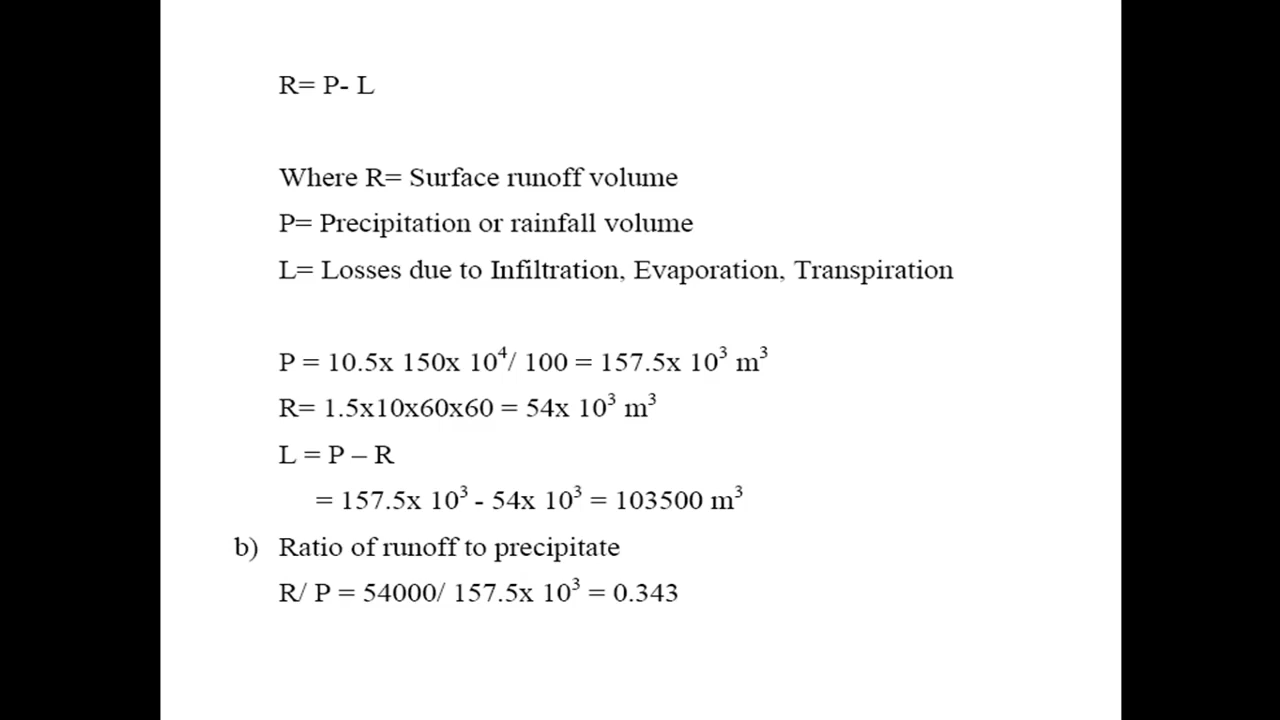 R= P- L
Where R= Surface runoff volume
P= Precipitation or rainfall volume
L= Losses due to Infiltration, Evaporation, Transpiration
P = 10.5x 150x 10⁴/ 100 = 157.5x 10³ m³
R= 1.5x10x60x60 = 54x 10³ m³
L = P – R
= 157.5x 10³ - 54x 10³ = 103500 m³
b) Ratio of runoff to precipitate
R/ P = 54000/ 157.5x 10³ = 0.343